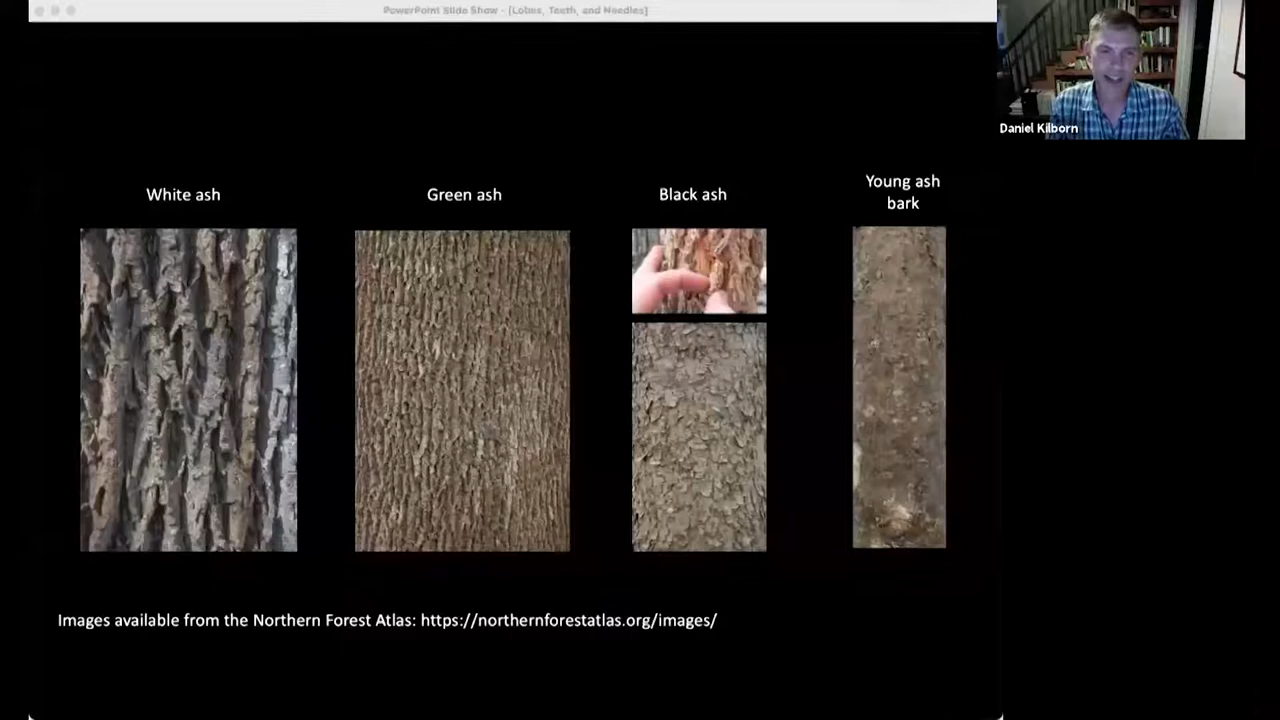 PowerPoint Slide Show - [Lobes, Teeth, and Needles]
Daniel Kilborn
White ash
Green ash
Black ash
Young ash
bark
Images available from the Northern Forest Atlas: https://northernforestatlas.org/images/